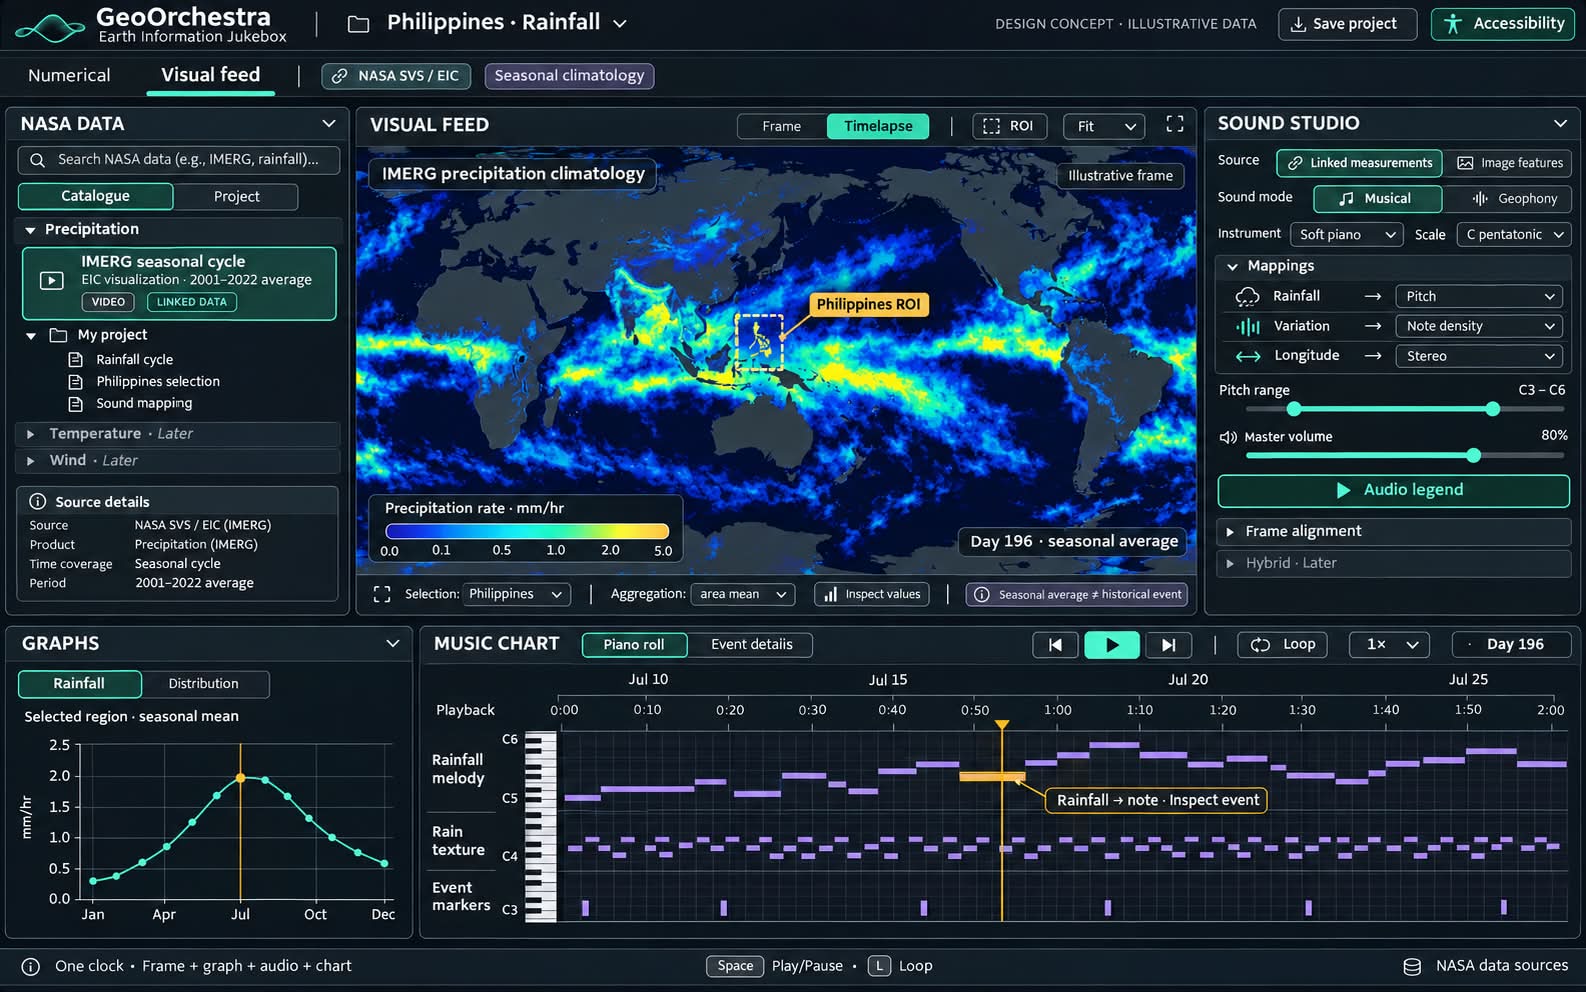 GeoOrchestra
Earth Information Jukebox
Philippines · Rainfall
DESIGN CONCEPT · ILLUSTRATIVE DATA
Save project
Accessibility
Numerical
Visual feed
NASA SVS / EIC
Seasonal climatology
NASA DATA
Search NASA data (e.g., IMERG, rainfall)...
Catalogue
Project
Precipitation
IMERG seasonal cycle
EIC visualization · 2001–2022 average
VIDEO
LINKED DATA
My project
Rainfall cycle
Philippines selection
Sound mapping
Temperature · Later
Wind · Later
Source details
Source NASA SVS / EIC (IMERG)
Product Precipitation (IMERG)
Time coverage Seasonal cycle
Period 2001–2022 average
VISUAL FEED
Frame
Timelapse
ROI
Fit
IMERG precipitation climatology
Illustrative frame
Philippines ROI
Precipitation rate · mm/hr
0.0 0.1 0.5 1.0 2.0 5.0
Day 196 · seasonal average
Selection: Philippines
Aggregation: area mean
Inspect values
Seasonal average ≠ historical event
SOUND STUDIO
Source Linked measurements Image features
Sound mode Musical Geophony
Instrument Soft piano Scale C pentatonic
Mappings
Rainfall → Pitch
Variation → Note density
Longitude → Stereo
Pitch range C3 – C6
Master volume 80%
Audio legend
Frame alignment
Hybrid · Later
GRAPHS
Rainfall
Distribution
Selected region · seasonal mean
mm/hr
2.5
2.0
1.5
1.0
0.5
0.0
Jan Apr Jul Oct Dec
MUSIC CHART
Piano roll
Event details
Loop
1×
· Day 196
Jul 10 Jul 15 Jul 20 Jul 25
Playback 0:00 0:10 0:20 0:30 0:40 0:50 1:00 1:10 1:20 1:30 1:40 1:50 2:00
C6
Rainfall
melody
C5
Rainfall → note · Inspect event
Rain
texture
C4
Event
markers
C3
One clock • Frame + graph + audio + chart
Space Play/Pause • L Loop
NASA data sources